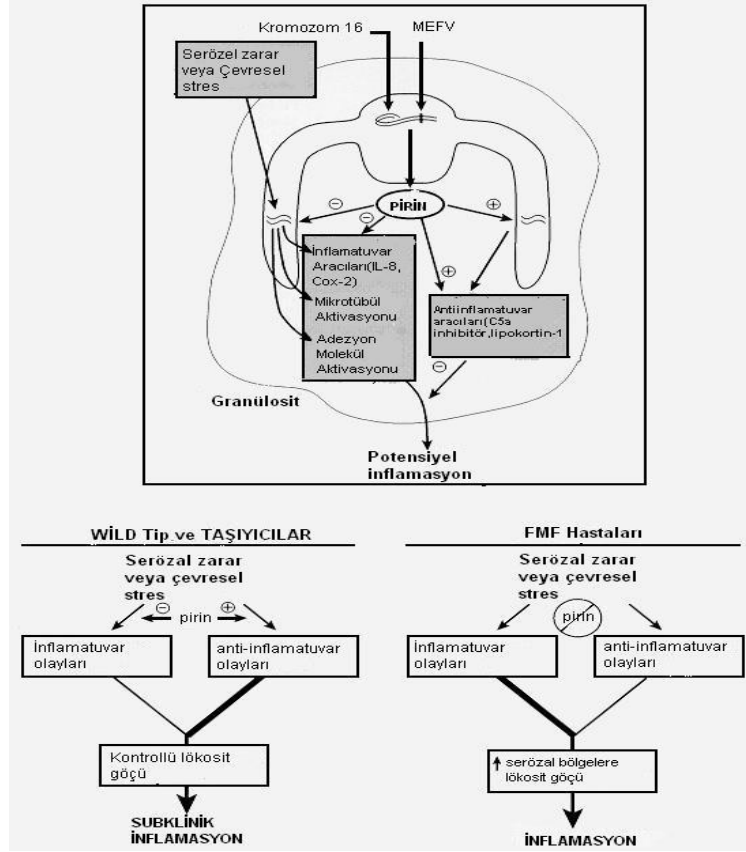 Kromozom 16
MEFV
Serözel zarar
veya Çevresel
stres
PİRİN
İnflamatuvar
Aracıları(IL-8,
Cox-2)
Mikrotübül
Aktivasyonu
Adezyon
Molekül
Aktivasyonu
Antiinflamatuvar
aracıları(C5a
inhibitör,lipokortin-1
Granülosit
Potensiyel
inflamasyon
WİLD Tip ve TAŞIYICILAR
Serözal zarar
veya çevresel
stres
pirin
İnflamatuvar
olayları
anti-inflamatuvar
olayları
Kontrollü lökosit
göçü
SUBKLİNİK
İNFLAMASYON
FMF Hastaları
Serözal zarar
veya çevresel
stres
pirin
İnflamatuvar
olayları
anti-inflamatuvar
olayları
serözal bölgelere
lökosit göçü
İNFLAMASYON